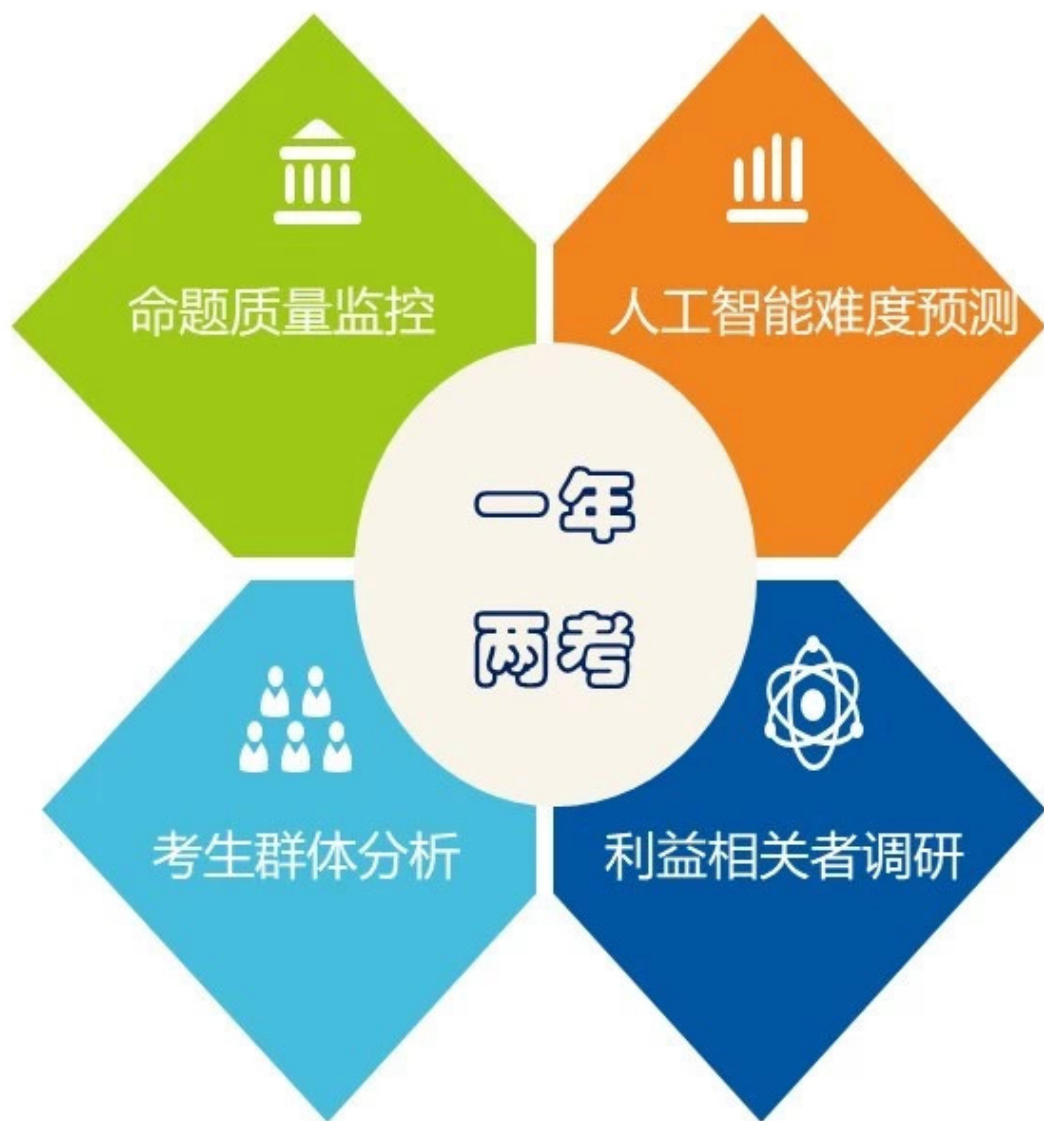 命题质量监控
人工智能难度预测
一年
两考
考生群体分析
利益相关者调研